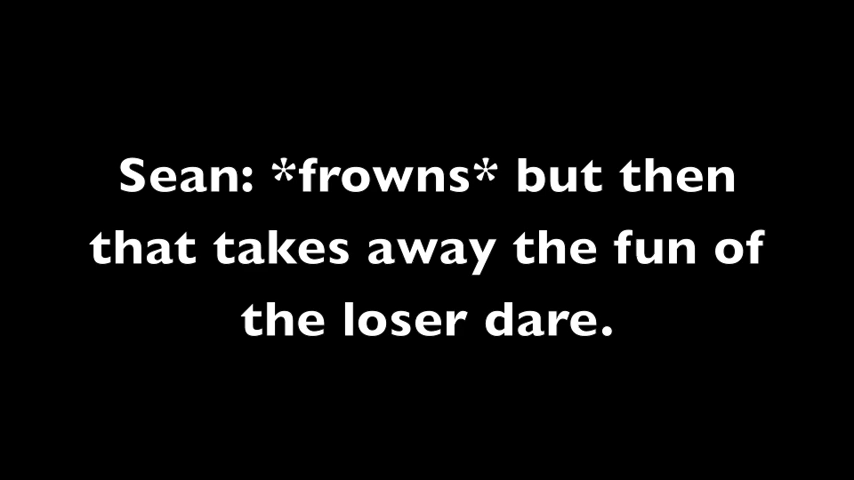 Sean: *frowns* but then
that takes away the fun of
the loser dare.